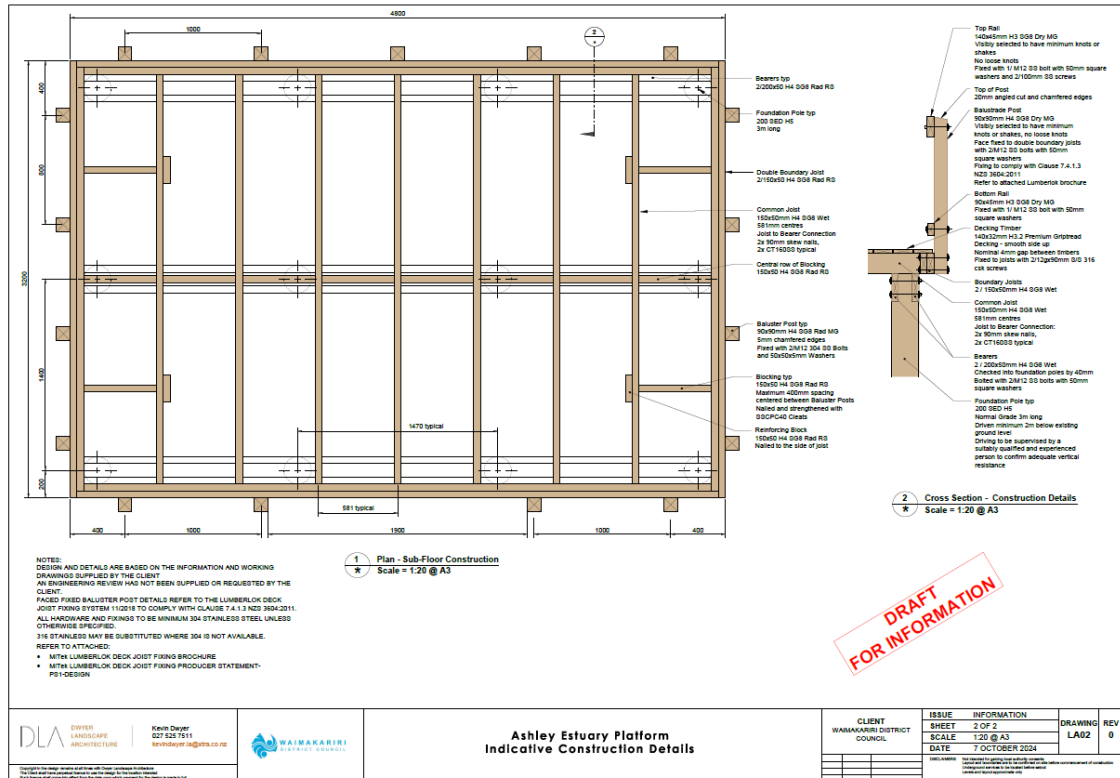 4800
1000
2
400
800
3200
1400
200
1470 typical
581 typical
400
1000
1900
1000
400
Bearers typ
2/200x50 H4 SG8 Rad RS
Foundation Pole typ
200 SED H5
3m long
Double Boundary Joist
2/150x50 H4 SG8 Rad RS
Common Joist
150x50mm H4 SG8 Wet
581mm centres
Joist to Bearer Connection
2x 90mm skew nails,
2x CT160SS typical
Central row of Blocking
150x50 H4 SG8 Rad RS
Baluster Post typ
90x90mm H4 SG8 Rad MG
5mm chamfered edges
Fixed with 2/M12 304 SS Bolts
and 50x50x5mm Washers
Blocking typ
150x50 H4 SG8 Rad RS
Maximum 400mm spacing
centered between Baluster Posts
Nailed and strengthened with
SSCPC40 Cleats
Reinforcing Block
150x50 H4 SG8 Rad RS
Nailed to the side of joist
Top Rail
140x45mm H3 SG8 Dry MG
Visibly selected to have minimum knots or
shakes
No loose knots
Fixed with 1/ M12 SS bolt with 50mm square
washers and 2/100mm SS screws
Top of Post
20mm angled cut and chamfered edges
Balustrade Post
90x90mm H4 SG8 Dry MG
Visibly selected to have minimum
knots or shakes, no loose knots
Face fixed to double boundary joists
with 2/M12 SS bolts with 50mm
square washers
Fixing to comply with Clause 7.4.1.3
NZS 3604:2011
Refer to attached Lumberlok brochure
Bottom Rail
90x45mm H3 SG8 Dry MG
Fixed with 1/ M12 SS bolt with 50mm
square washers
Decking Timber
140x32mm H3.2 Premium Griptread
Decking - smooth side up
Nominal 4mm gap between timbers
Fixed to joists with 2/12gx90mm S/S 316
csk screws
Boundary Joists
2 / 150x50mm H4 SG8 Wet
Common Joist
150x50mm H4 SG8 Wet
581mm centres
Joist to Bearer Connection:
2x 90mm skew nails,
2x CT160SS typical
Bearers
2 / 200x50mm H4 SG8 Wet
Checked into foundation poles by 40mm
Bolted with 2/M12 SS bolts with 50mm
square washers
Foundation Pole typ
200 SED H5
Normal Grade 3m long
Driven minimum 2m below existing
ground level
Driving to be supervised by a
suitably qualified and experienced
person to confirm adequate vertical
resistance
2 Cross Section - Construction Details
* Scale = 1:20 @ A3
1 Plan - Sub-Floor Construction
* Scale = 1:20 @ A3
NOTES:
DESIGN AND DETAILS ARE BASED ON THE INFORMATION AND WORKING
DRAWINGS SUPPLIED BY THE CLIENT
AN ENGINEERING REVIEW HAS NOT BEEN SUPPLIED OR REQUESTED BY THE
CLIENT.
FACED FIXED BALUSTER POST DETAILS REFER TO THE LUMBERLOK DECK
JOIST FIXING SYSTEM 11/2018 TO COMPLY WITH CLAUSE 7.4.1.3 NZS 3604:2011.
ALL HARDWARE AND FIXINGS TO BE MINIMUM 304 STAINLESS STEEL UNLESS
OTHERWISE SPECIFIED.
316 STAINLESS MAY BE SUBSTITUTED WHERE 304 IS NOT AVAILABLE.
REFER TO ATTACHED:
• MITek LUMBERLOK DECK JOIST FIXING BROCHURE
• MITek LUMBERLOK DECK JOIST FIXING PRODUCER STATEMENT-
PS1-DESIGN
DRAFT
FOR INFORMATION
DLA DWYER
LANDSCAPE
ARCHITECTURE
Kevin Dwyer
027 525 7511
kevindwyer.la@xtra.co.nz
WAIMAKARIRI
DISTRICT COUNCIL
Ashley Estuary Platform
Indicative Construction Details
CLIENT
WAIMAKARIRI DISTRICT
COUNCIL
ISSUE INFORMATION
SHEET 2 OF 2
SCALE 1:20 @ A3
DATE 7 OCTOBER 2024
DRAWING
LA02
REV
0